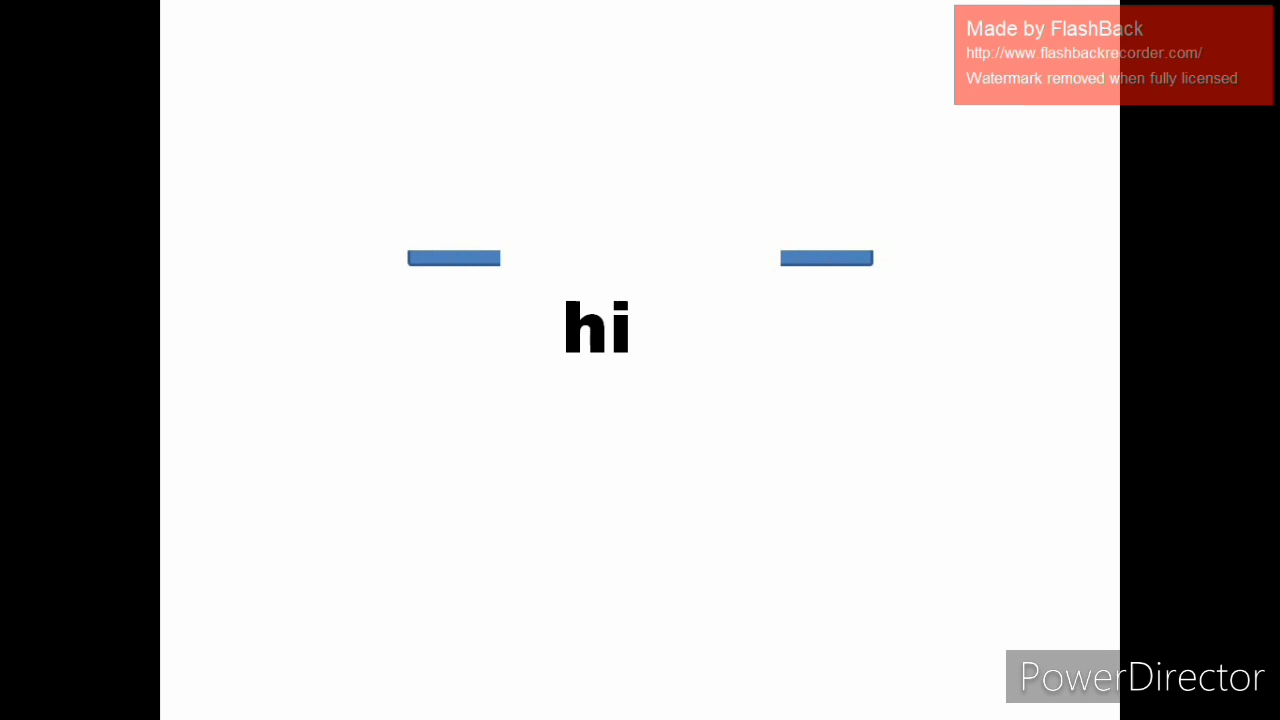 Made by FlashBack
http://www.flashbackrecorder.com/
Watermark removed when fully licensed
hi
PowerDirector